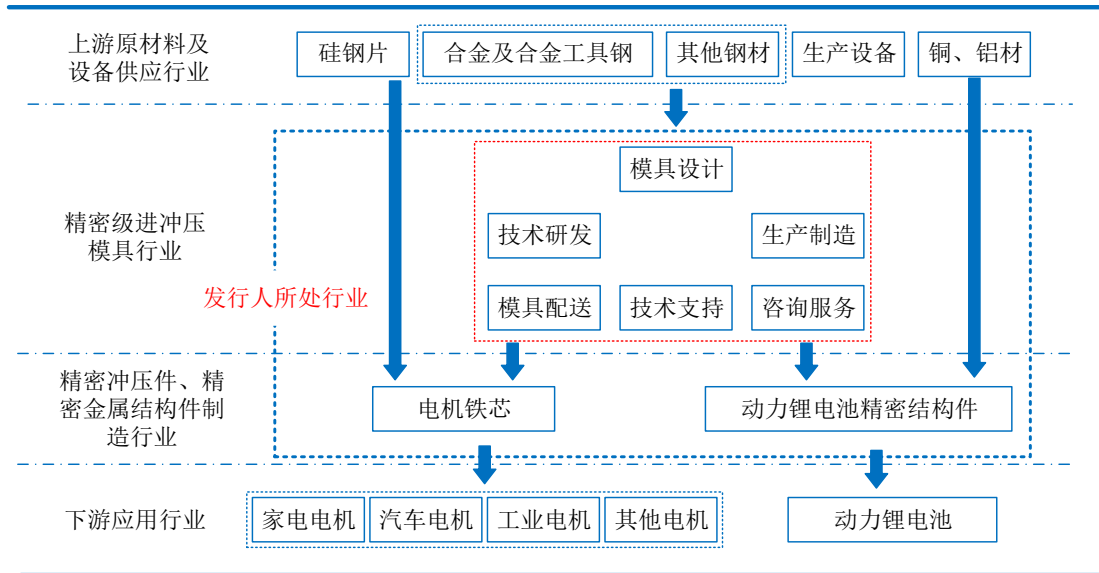 上游原材料及
设备供应行业
硅钢片
合金及合金工具钢
其他钢材
生产设备
铜、铝材
模具设计
精密级进冲压
模具行业
技术研发
生产制造
发行人所处行业
模具配送
技术支持
咨询服务
精密冲压件、精
密金属结构件制
造行业
电机铁芯
动力锂电池精密结构件
下游应用行业
家电电机
汽车电机
工业电机
其他电机
动力锂电池